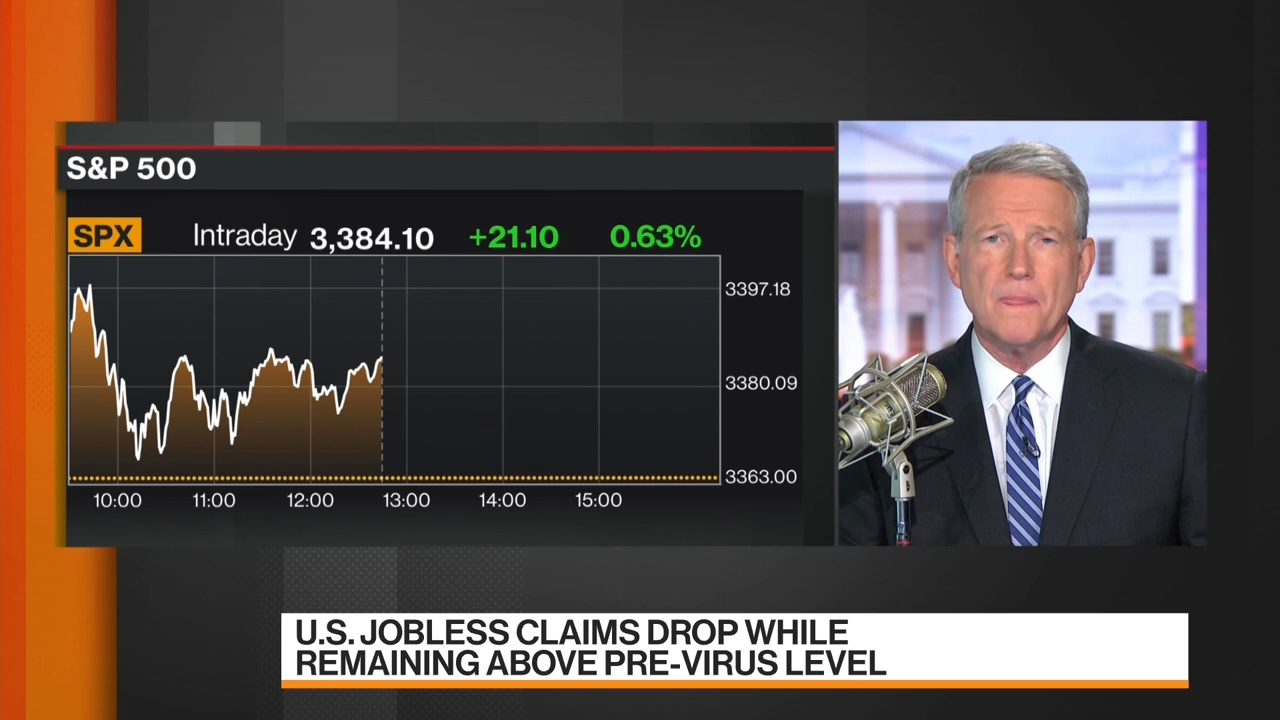 S&P 500
SPX Intraday 3,384.10 +21.10 0.63%
3397.18
3380.09
3363.00
10:00 11:00 12:00 13:00 14:00 15:00
U.S. JOBLESS CLAIMS DROP WHILE
REMAINING ABOVE PRE-VIRUS LEVEL